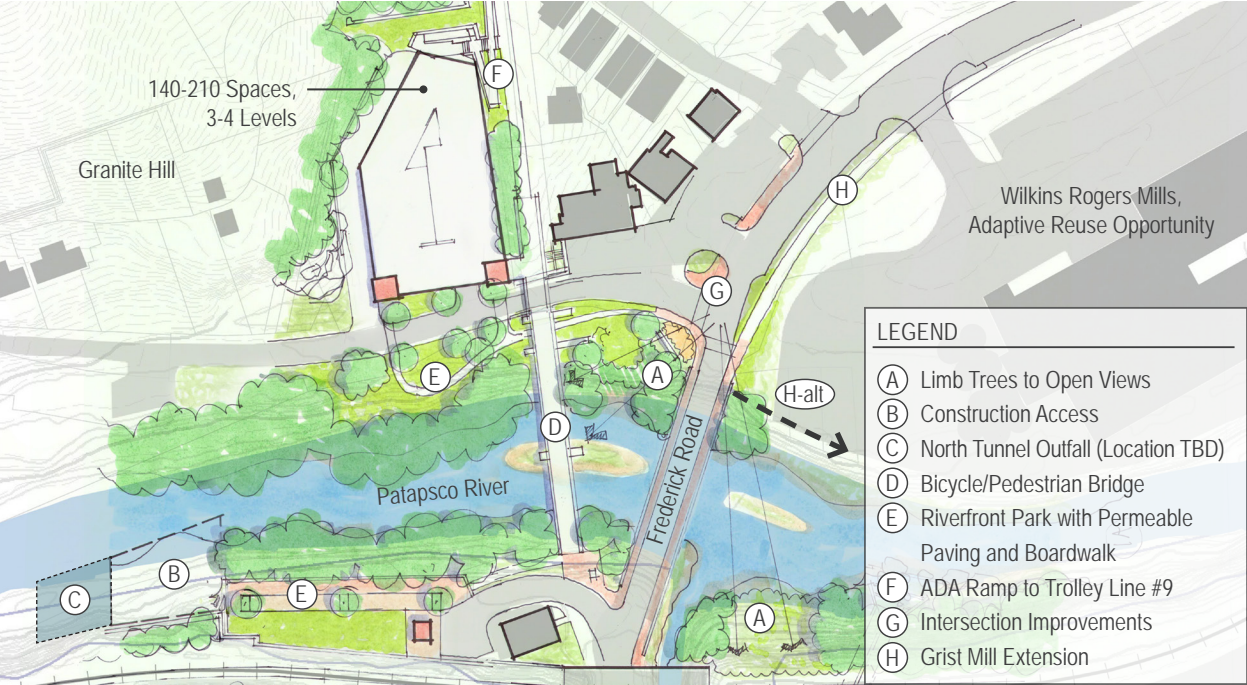 F
140-210 Spaces,
3-4 Levels
Granite Hill
H
Wilkins Rogers Mills,
Adaptive Reuse Opportunity
G
A
E
H-alt
D
Frederick Road
Patapsco River
B
C
E
A
LEGEND
A Limb Trees to Open Views
B Construction Access
C North Tunnel Outfall (Location TBD)
D Bicycle/Pedestrian Bridge
E Riverfront Park with Permeable
Paving and Boardwalk
F ADA Ramp to Trolley Line #9
G Intersection Improvements
H Grist Mill Extension